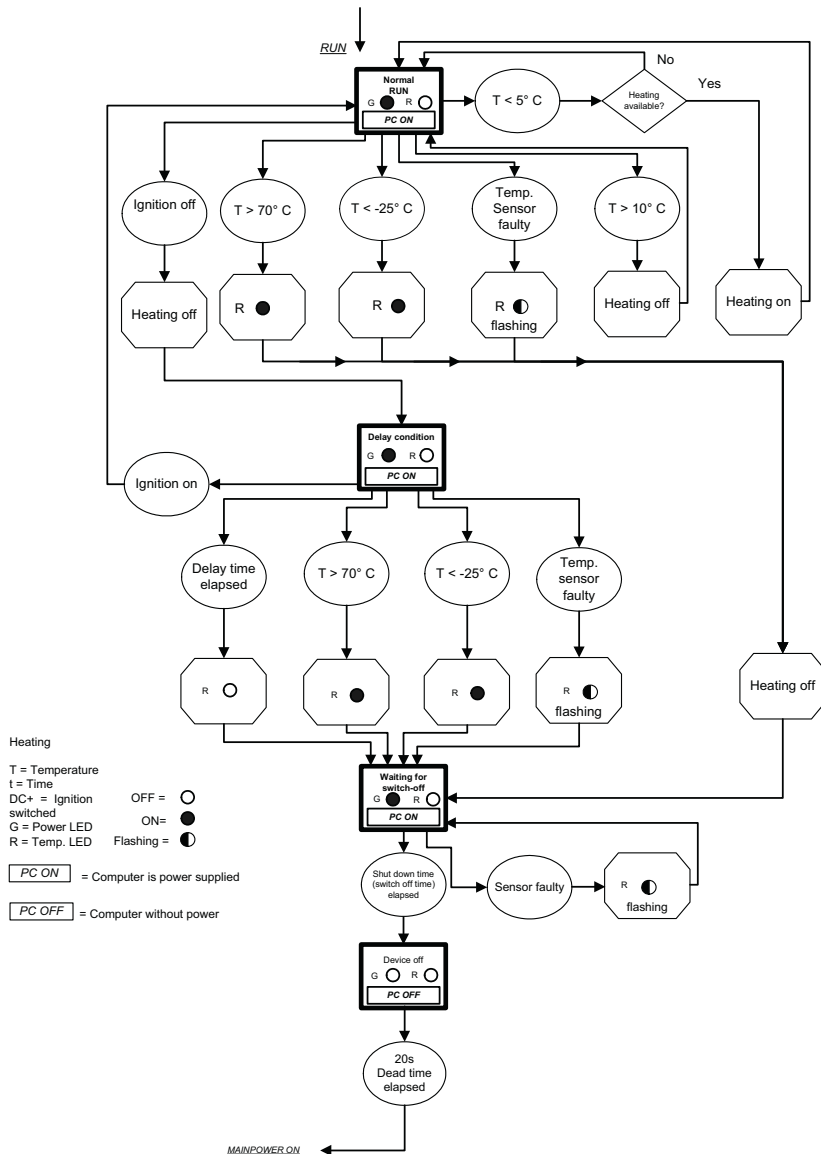 RUN
Normal
RUN
G R
PC ON
T < 5° C
Heating
available?
No
Yes
Ignition off
T > 70° C
T < -25° C
Temp.
Sensor
faulty
T > 10° C
Heating off
R
R
R
flashing
Heating off
Heating on
Delay condition
G R
PC ON
Ignition on
Delay time
elapsed
T > 70° C
T < -25° C
Temp.
sensor
faulty
R
R
R
R
flashing
Heating off
Heating
T = Temperature
t = Time
DC+ = Ignition
switched
G = Power LED
R = Temp. LED
OFF =
ON=
Flashing =
PC ON = Computer is power supplied
PC OFF = Computer without power
Waiting for
switch-off
G R
PC ON
Shut down time
(switch off time)
elapsed
Sensor faulty
R
flashing
Device off
G R
PC OFF
20s
Dead time
elapsed
MAINPOWER ON